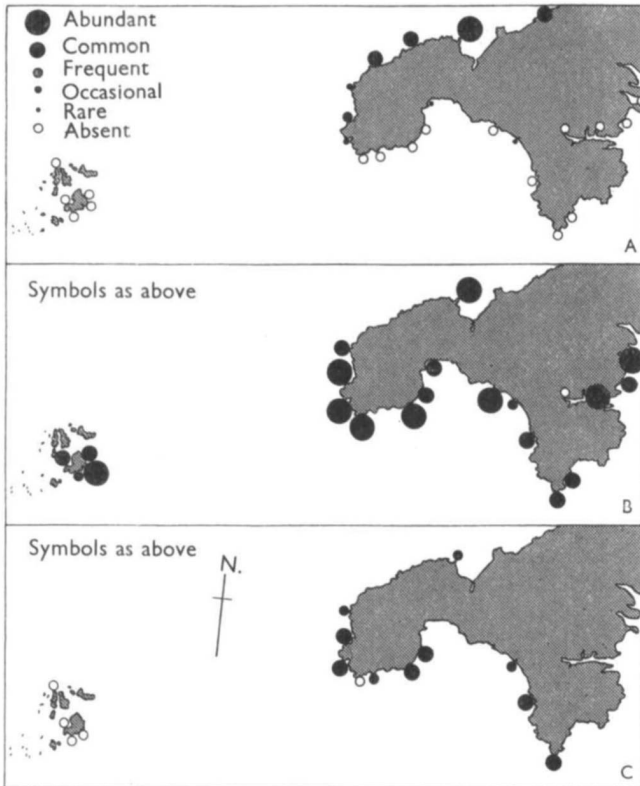 Abundant
Common
Frequent
Occasional
Rare
Absent
A
Symbols as above
B
Symbols as above
N.
C